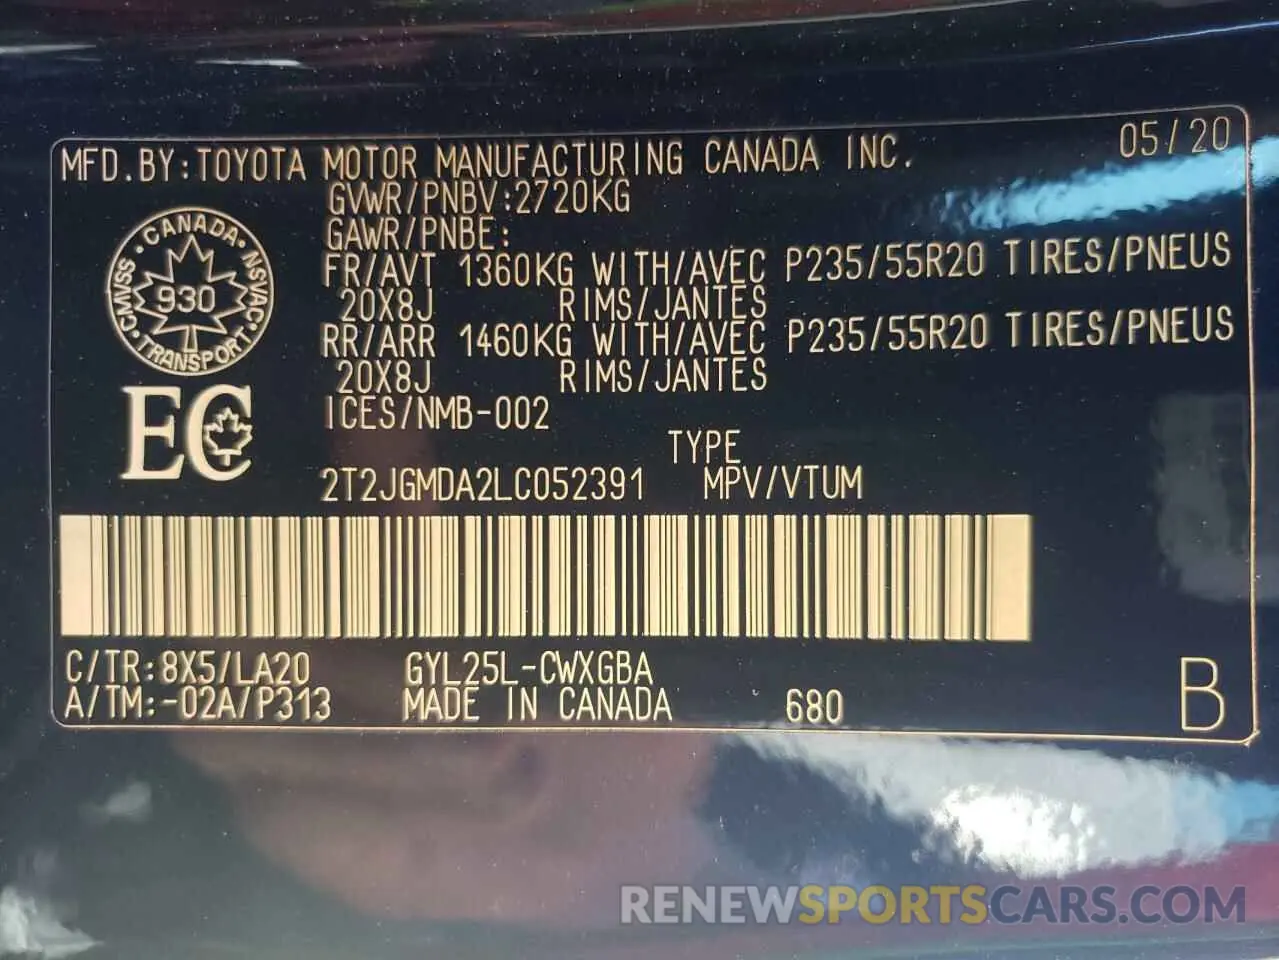 MFD.BY:TOYOTA MOTOR MANUFACTURING CANADA INC. 05/20
GVWR/PNBV:2720KG
GAWR/PNBE:
FR/AVT 1360KG WITH/AVEC P235/55R20 TIRES/PNEUS
20X8J RIMS/JANTES
RR/ARR 1460KG WITH/AVEC P235/55R20 TIRES/PNEUS
20X8J RIMS/JANTES
ICES/NMB-002
CANADA
CMVSS 930 NSVAC
TRANSPORT
EC
TYPE
2T2JGMDA2LC052391 MPV/VTUM
C/TR:8X5/LA20 GYL25L-CWXGBA
A/TM:-02A/P313 MADE IN CANADA 680 B
RENEWSPORTSCARS.COM